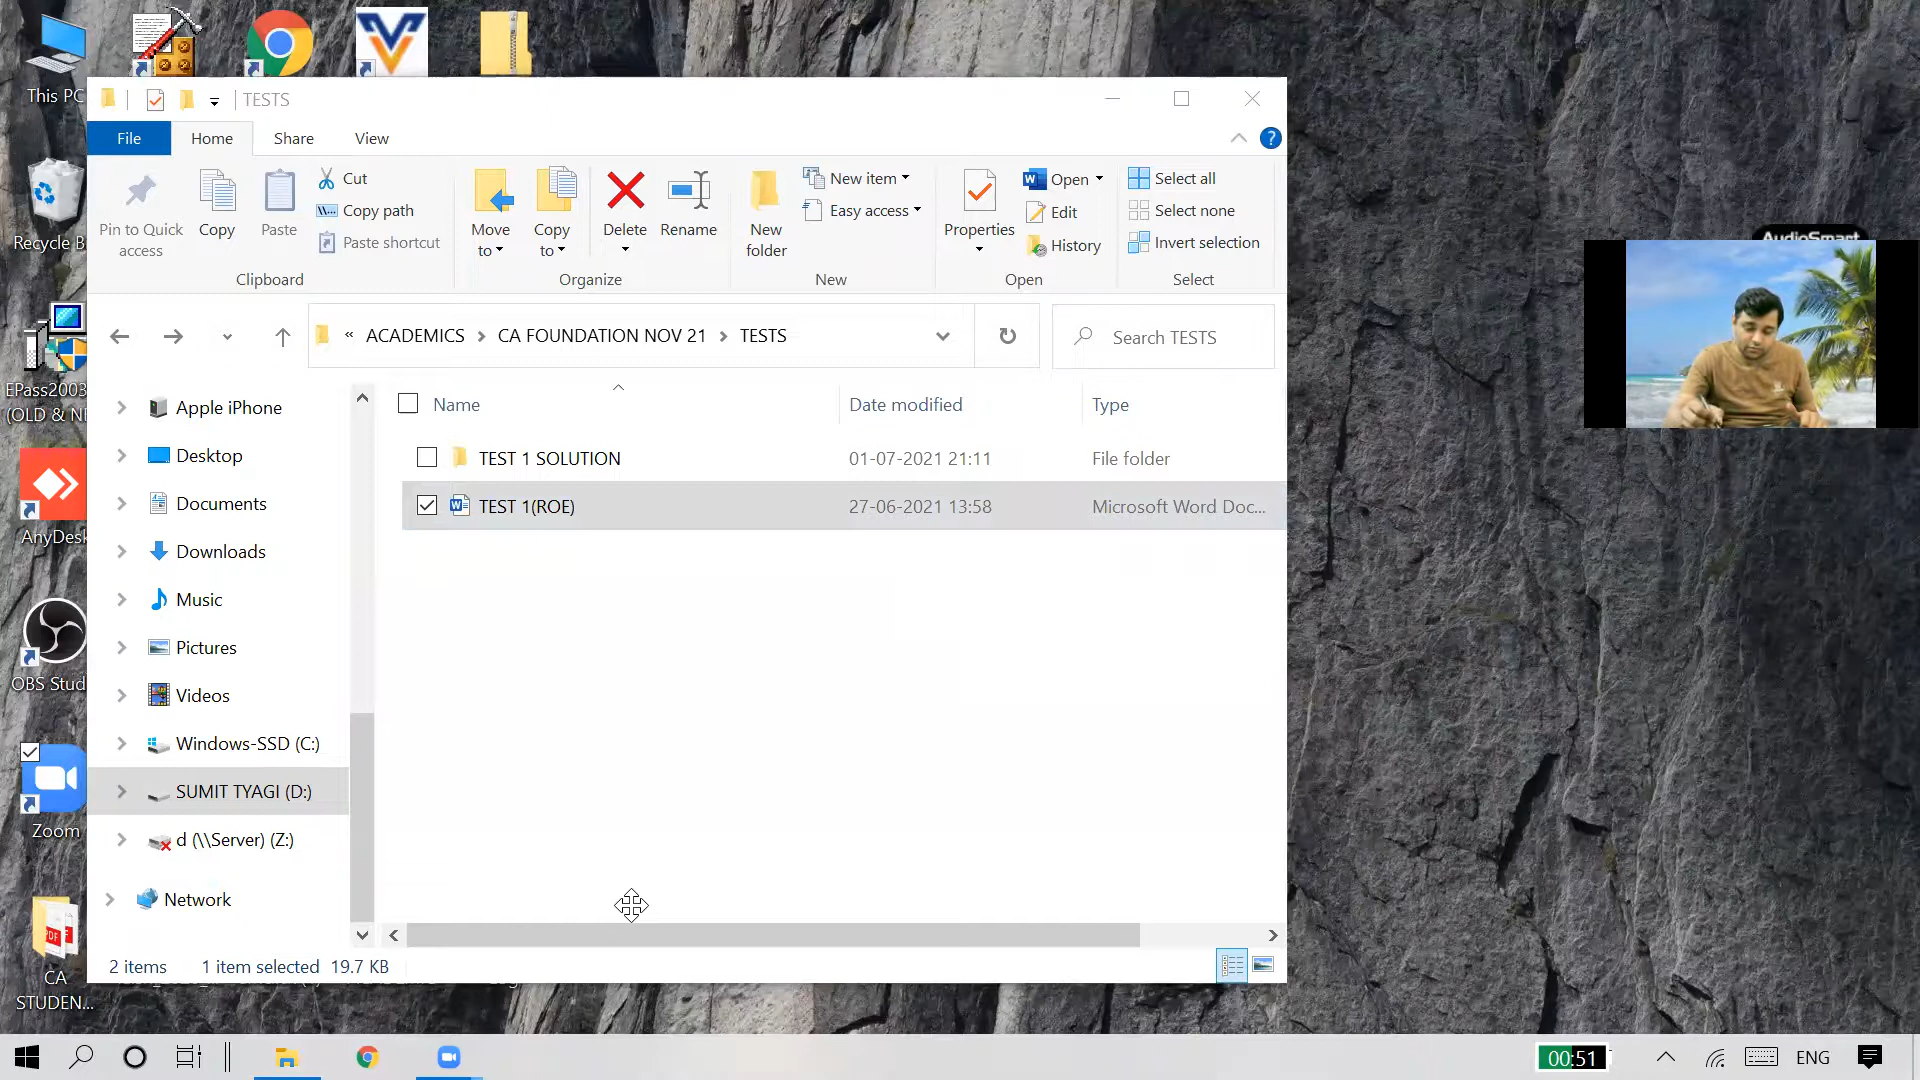 This PC
Recycle B
EPass2003
(OLD & N
AnyDesk
OBS Stud
Zoom
CA
STUDEN...
TESTS
File
Home
Share
View
Pin to Quick
access
Copy
Paste
Cut
Copy path
Paste shortcut
Clipboard
Move
to
Copy
to
Delete
Rename
Organize
New
folder
New item
Easy access
New
Properties
Open
Edit
History
Open
Select all
Select none
Invert selection
Select
« ACADEMICS > CA FOUNDATION NOV 21 > TESTS
Search TESTS
Apple iPhone
Desktop
Documents
Downloads
Music
Pictures
Videos
Windows-SSD (C:)
SUMIT TYAGI (D:)
d (\\Server) (Z:)
Network
Name Date modified Type
TEST 1 SOLUTION 01-07-2021 21:11 File folder
TEST 1(ROE) 27-06-2021 13:58 Microsoft Word Doc...
2 items 1 item selected 19.7 KB
AudioSmart
00:51
ENG